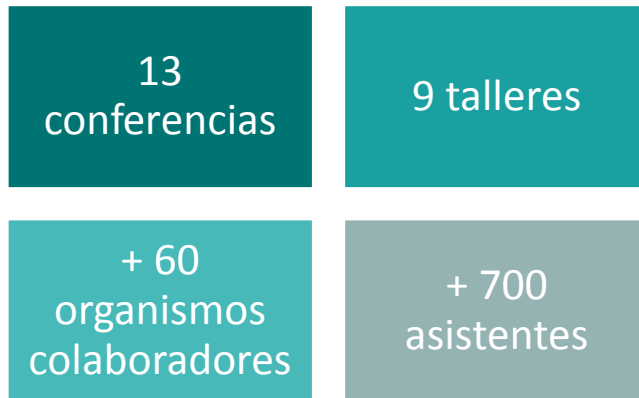 13
conferencias
9 talleres
+ 60
organismos
colaboradores
+ 700
asistentes